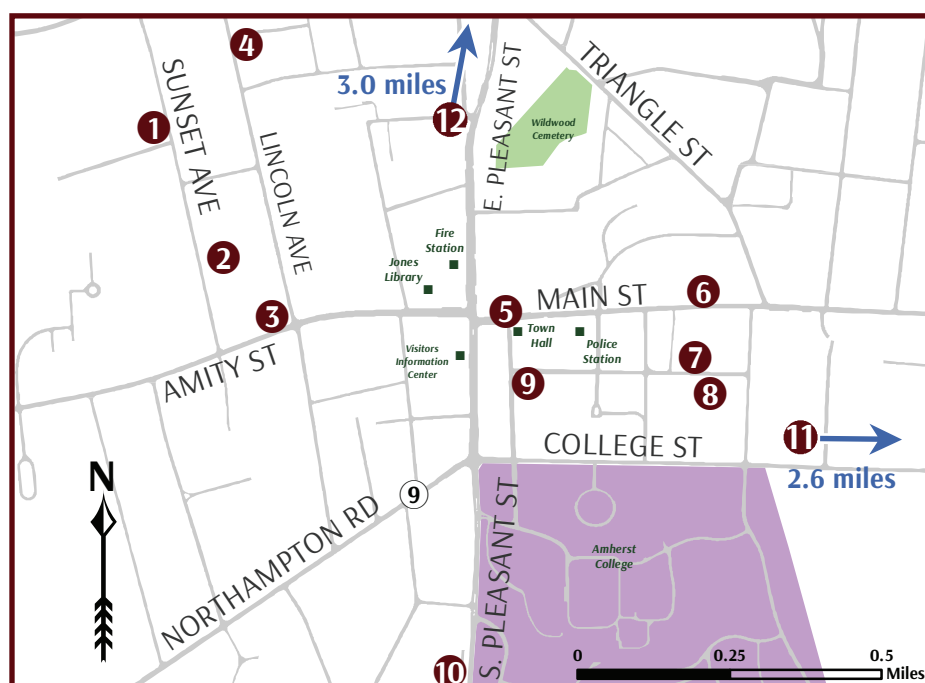 4
3.0 miles
12
E. PLEASANT ST
TRIANGLE ST
SUNSET AVE
1
Wildwood
Cemetery
LINCOLN AVE
2
Fire
Station
Jones
Library
3
5
MAIN ST
6
Town
Hall
Police
Station
Visitors
Information
Center
AMITY ST
7
9
8
COLLEGE ST
11
2.6 miles
N
9
NORTHAMPTON RD
S. PLEASANT ST
Amherst
College
10
0
0.25
0.5
Miles